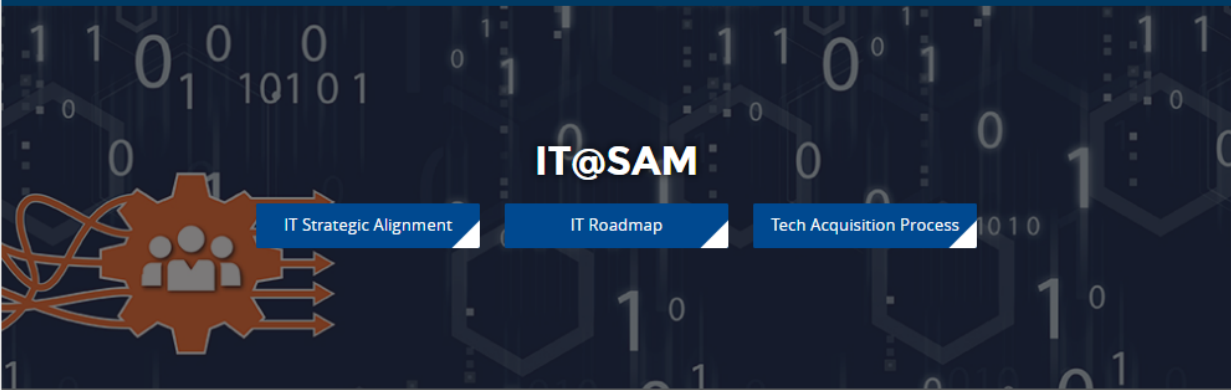 IT@SAM
IT Strategic Alignment
IT Roadmap
Tech Acquisition Process